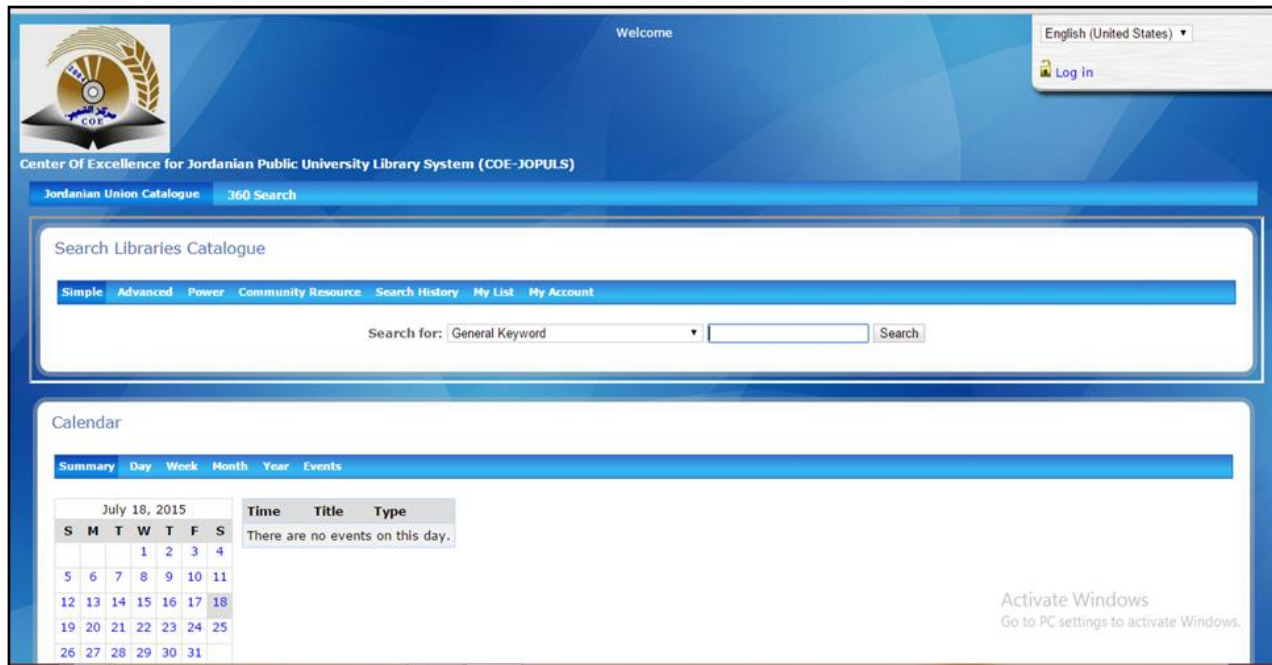 2004
مركز التميز
COE
Welcome
English (United States)
Log in
Center Of Excellence for Jordanian Public University Library System (COE-JOPULS)
Jordanian Union Catalogue 360 Search
Search Libraries Catalogue
Simple Advanced Power Community Resource Search History My List My Account
Search for: General Keyword Search
Calendar
Summary Day Week Month Year Events
July 18, 2015
S M T W T F S
1 2 3 4
5 6 7 8 9 10 11
12 13 14 15 16 17 18
19 20 21 22 23 24 25
26 27 28 29 30 31
Time Title Type
There are no events on this day.
Activate Windows
Go to PC settings to activate Windows.